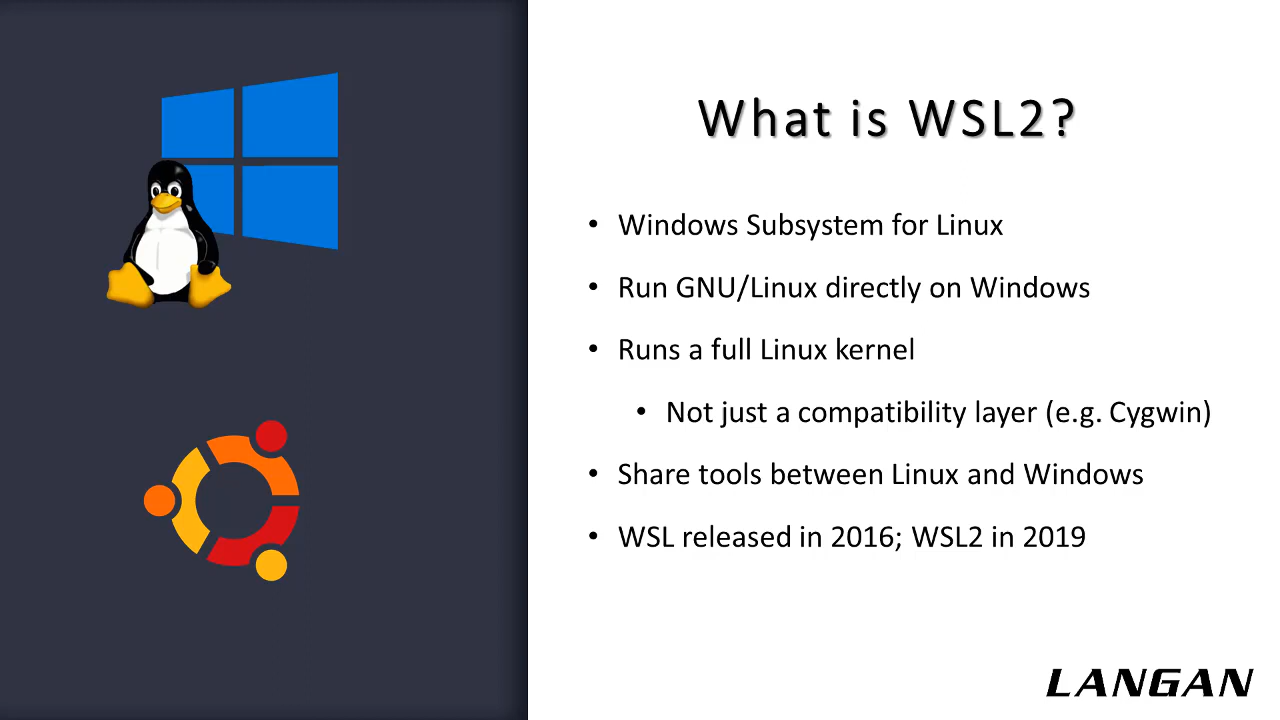 What is WSL2?
• Windows Subsystem for Linux
• Run GNU/Linux directly on Windows
• Runs a full Linux kernel
• Not just a compatibility layer (e.g. Cygwin)
• Share tools between Linux and Windows
• WSL released in 2016; WSL2 in 2019
LANGAN